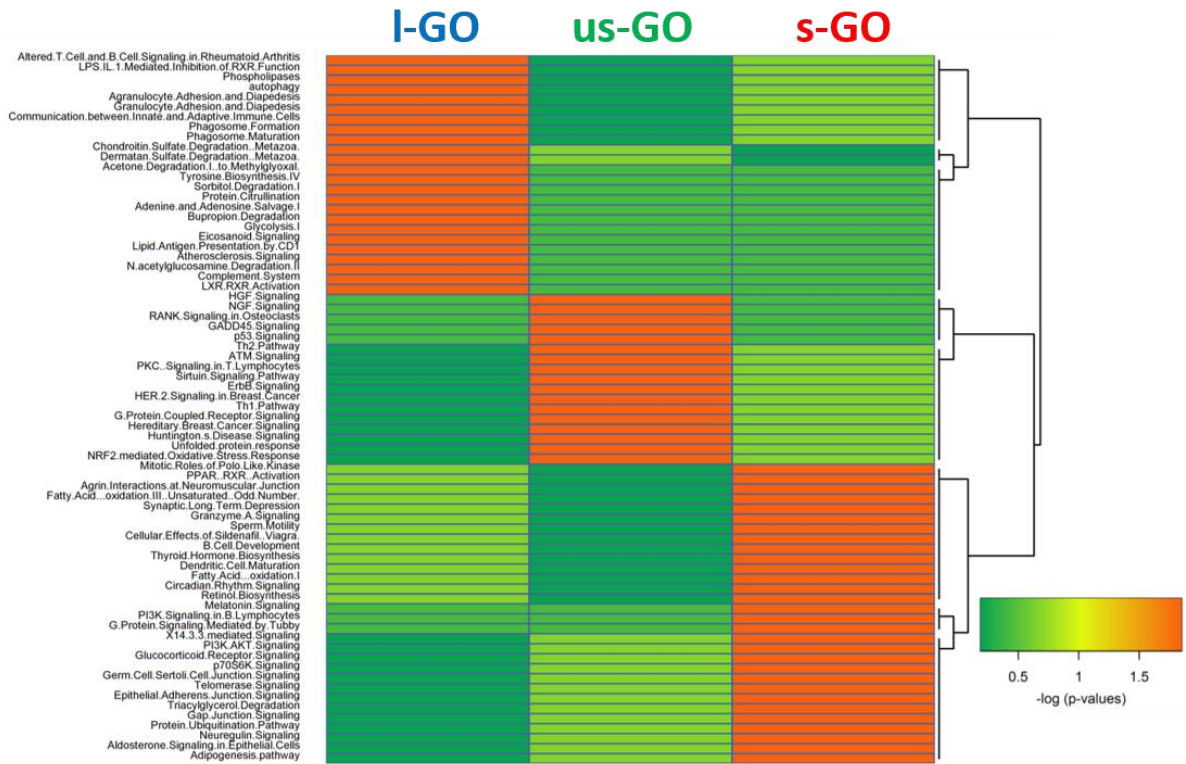 l-GO us-GO s-GO
Altered.T.Cell.and.B.Cell.Signaling.in.Rheumatoid.Arthritis
LPS.IL.1.Mediated.Inhibition.of.RXR.Function
Phospholipases
autophagy
Agranulocyte.Adhesion.and.Diapedesis
Granulocyte.Adhesion.and.Diapedesis
Communication.between.Innate.and.Adaptive.Immune.Cells
Phagosome.Formation
Phagosome.Maturation
Chondroitin.Sulfate.Degradation..Metazoa.
Dermatan.Sulfate.Degradation..Metazoa.
Acetone.Degradation.I..to.Methylglyoxal.
Tyrosine.Biosynthesis.IV
Sorbitol.Degradation.I
Protein.Citrullination
Adenine.and.Adenosine.Salvage.I
Bupropion.Degradation
Glycolysis.I
Eicosanoid.Signaling
Lipid.Antigen.Presentation.by.CD1
Atherosclerosis.Signaling
N.acetylglucosamine.Degradation.II
Complement.System
LXR.RXR.Activation
HGF.Signaling
NGF.Signaling
RANK.Signaling.in.Osteoclasts
GADD45.Signaling
p53.Signaling
Th2.Pathway
ATM.Signaling
PKC..Signaling.in.T.Lymphocytes
Sirtuin.Signaling.Pathway
ErbB.Signaling
HER.2.Signaling.in.Breast.Cancer
Th1.Pathway
G.Protein.Coupled.Receptor.Signaling
Hereditary.Breast.Cancer.Signaling
Huntington.s.Disease.Signaling
Unfolded.protein.response
NRF2.mediated.Oxidative.Stress.Response
Mitotic.Roles.of.Polo.Like.Kinase
PPAR..RXR..Activation
Agrin.Interactions.at.Neuromuscular.Junction
Fatty.Acid...oxidation.III..Unsaturated..Odd.Number.
Synaptic.Long.Term.Depression
Granzyme.A.Signaling
Sperm.Motility
Cellular.Effects.of.Sildenafil..Viagra.
B.Cell.Development
Thyroid.Hormone.Biosynthesis
Dendritic.Cell.Maturation
Fatty.Acid...oxidation.I
Circadian.Rhythm.Signaling
Retinol.Biosynthesis
Melatonin.Signaling
PI3K.Signaling.in.B.Lymphocytes
G.Protein.Signaling.Mediated.by.Tubby
X14.3.3.mediated.Signaling
PI3K.AKT.Signaling
Glucocorticoid.Receptor.Signaling
p70S6K.Signaling
Germ.Cell.Sertoli.Cell.Junction.Signaling
Telomerase.Signaling
Epithelial.Adherens.Junction.Signaling
Triacylglycerol.Degradation
Gap.Junction.Signaling
Protein.Ubiquitination.Pathway
Neuregulin.Signaling
Aldosterone.Signaling.in.Epithelial.Cells
Adipogenesis.pathway
0.5 1 1.5
-log (p-values)